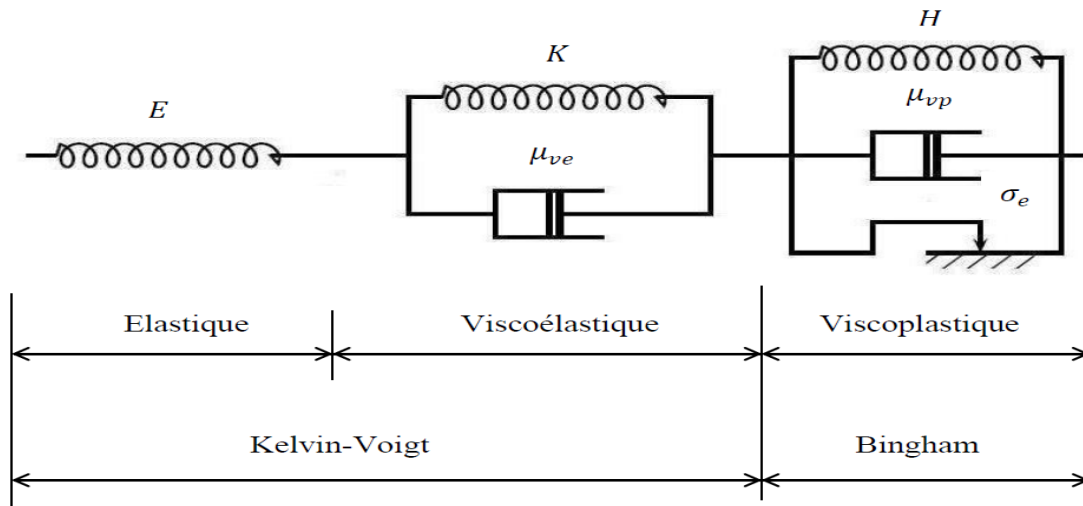 H
K
E
μ_vp
μ_ve
σ_e
Elastique
Viscoélastique
Viscoplastique
Kelvin-Voigt
Bingham